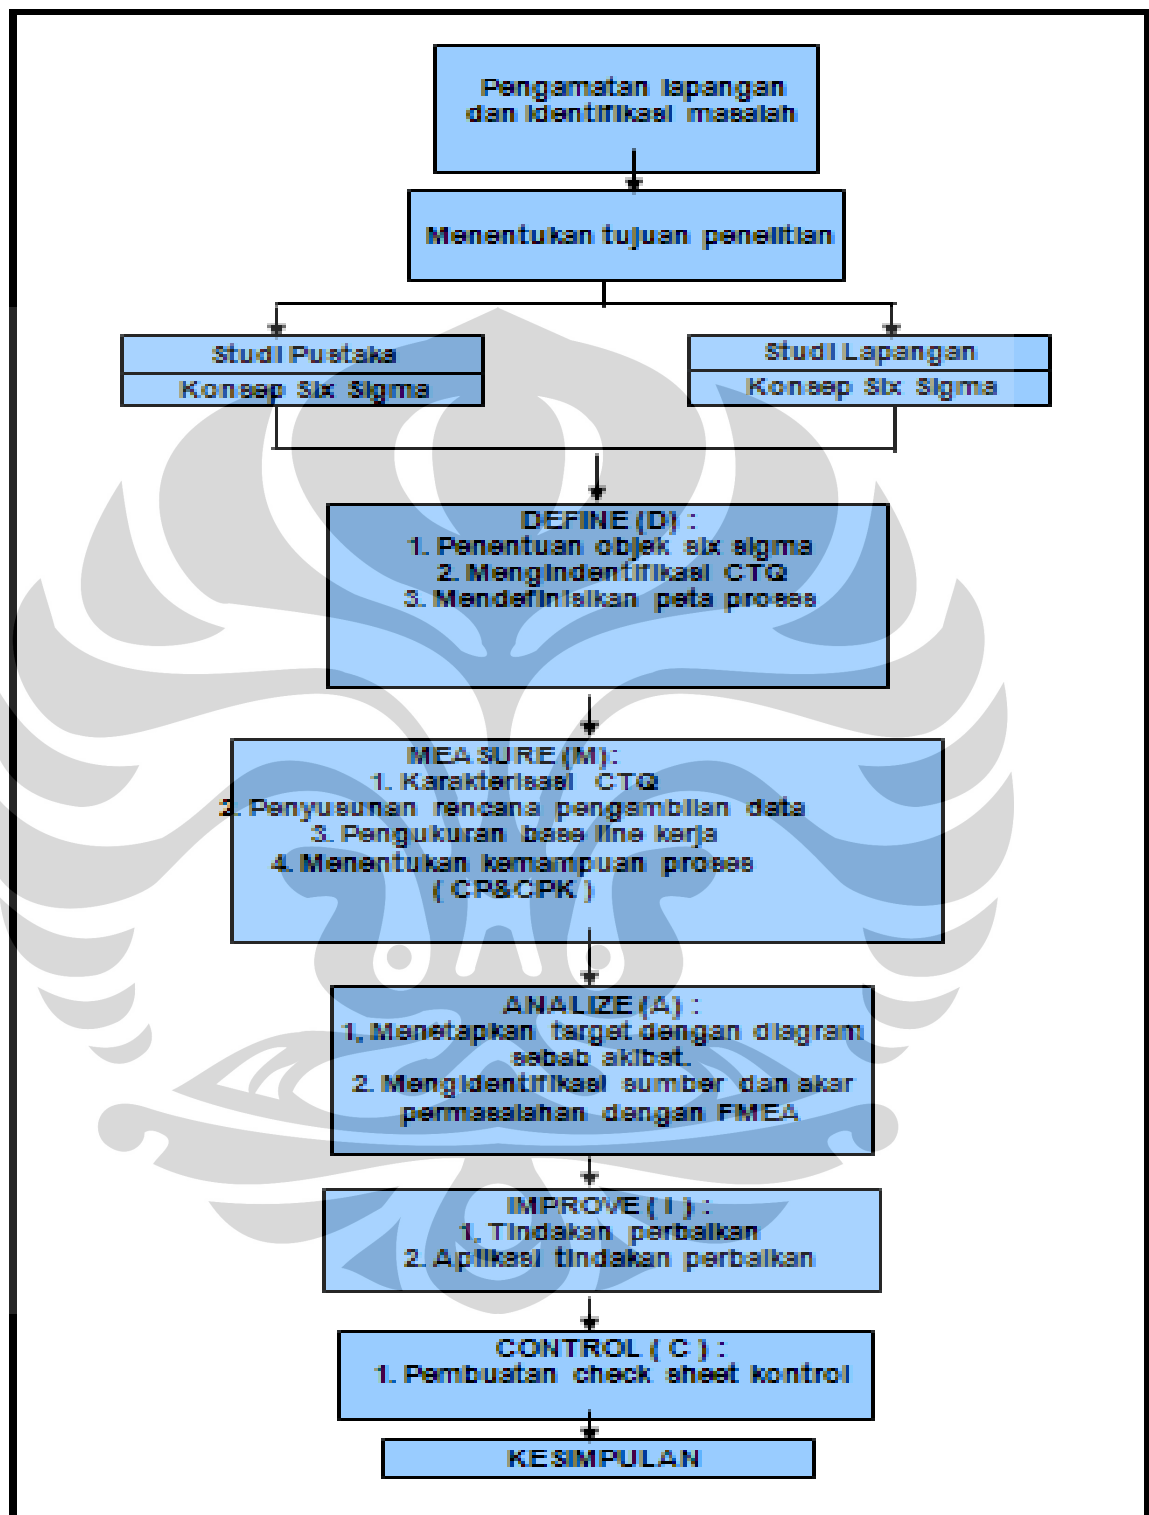 Pengamatan lapangan
dan identifikasi masalah
Menentukan tujuan penelitian
Studi Pustaka
Konsep Six Sigma
Studi Lapangan
Konsep Six Sigma
DEFINE (D) :
1. Penentuan objek six sigma
2. Mengindentifikasi CTQ
3. Mendefinisikan peta proses
MEASURE (M):
1. Karakterisasi CTQ
2. Penyusunan rencana pengambilan data
3. Pengukuran base line kerja
4. Menentukan kemampuan proses
( CP&CPK )
ANALIZE (A) :
1, Menetapkan target dengan diagram
sebab akibat.
2. Mengidentifikasi sumber dan akar
permasalahan dengan FMEA
IMPROVE ( I ) :
1, Tindakan perbaikan
2. Aplikasi tindakan perbaikan
CONTROL ( C ) :
1. Pembuatan check sheet kontrol
KESIMPULAN